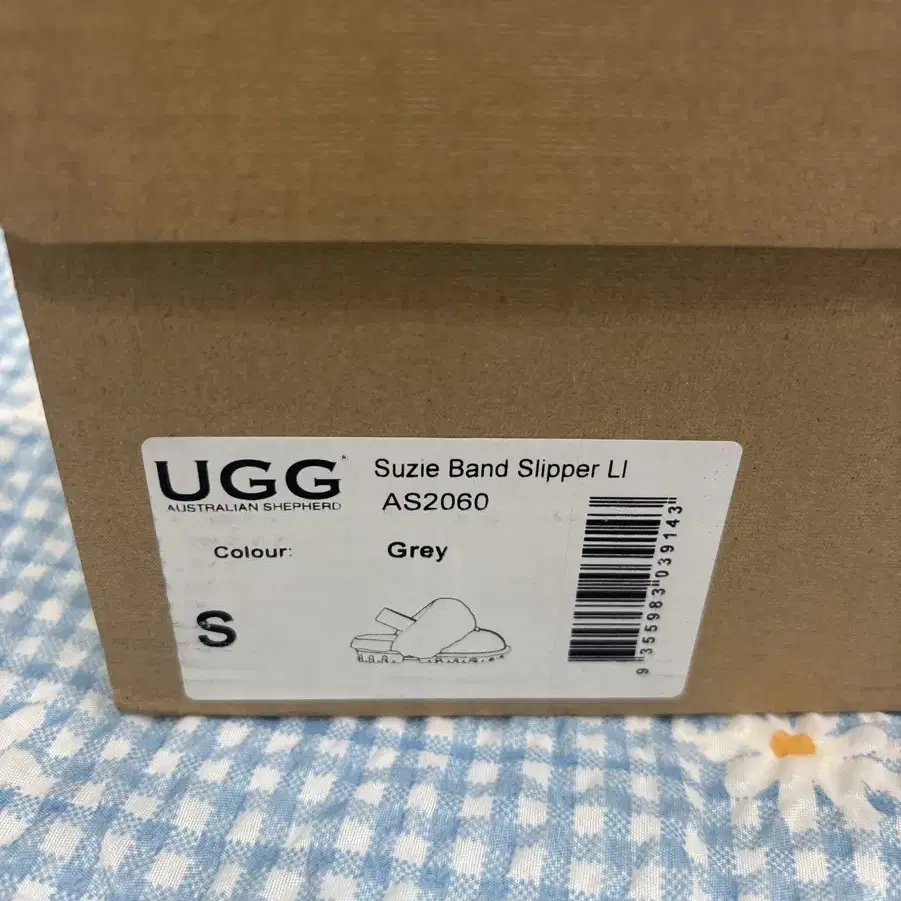 UGG
AUSTRALIAN SHEPHERD
Suzie Band Slipper LI
AS2060
Colour: Grey
S
9 355983 039143